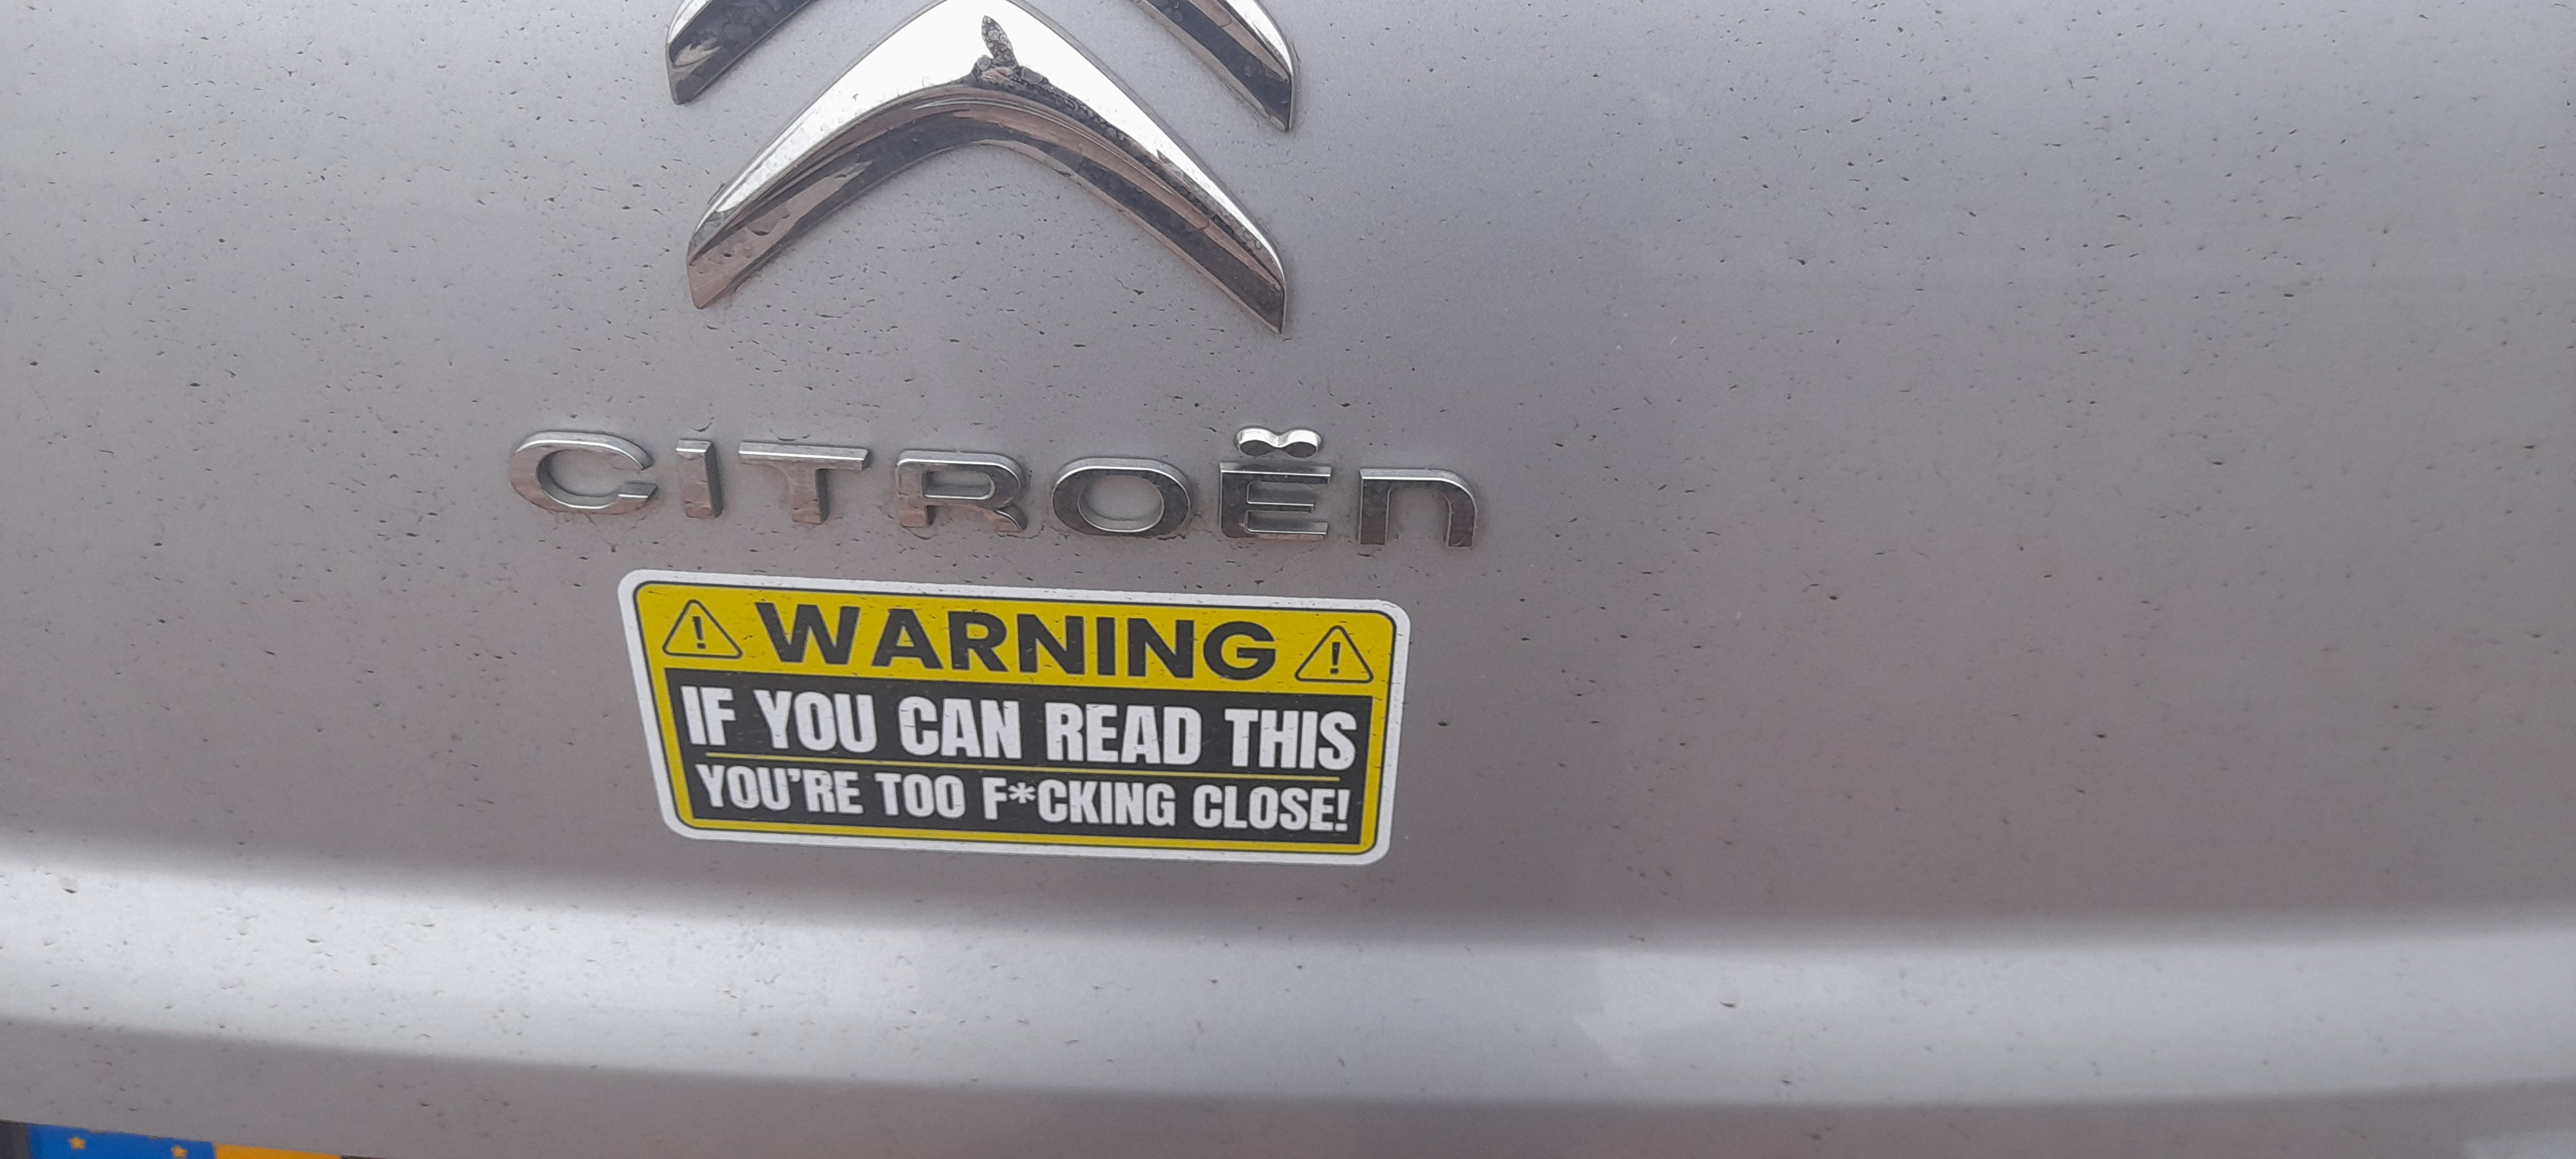 CITROËN
WARNING
IF YOU CAN READ THIS
YOU'RE TOO F*CKING CLOSE!